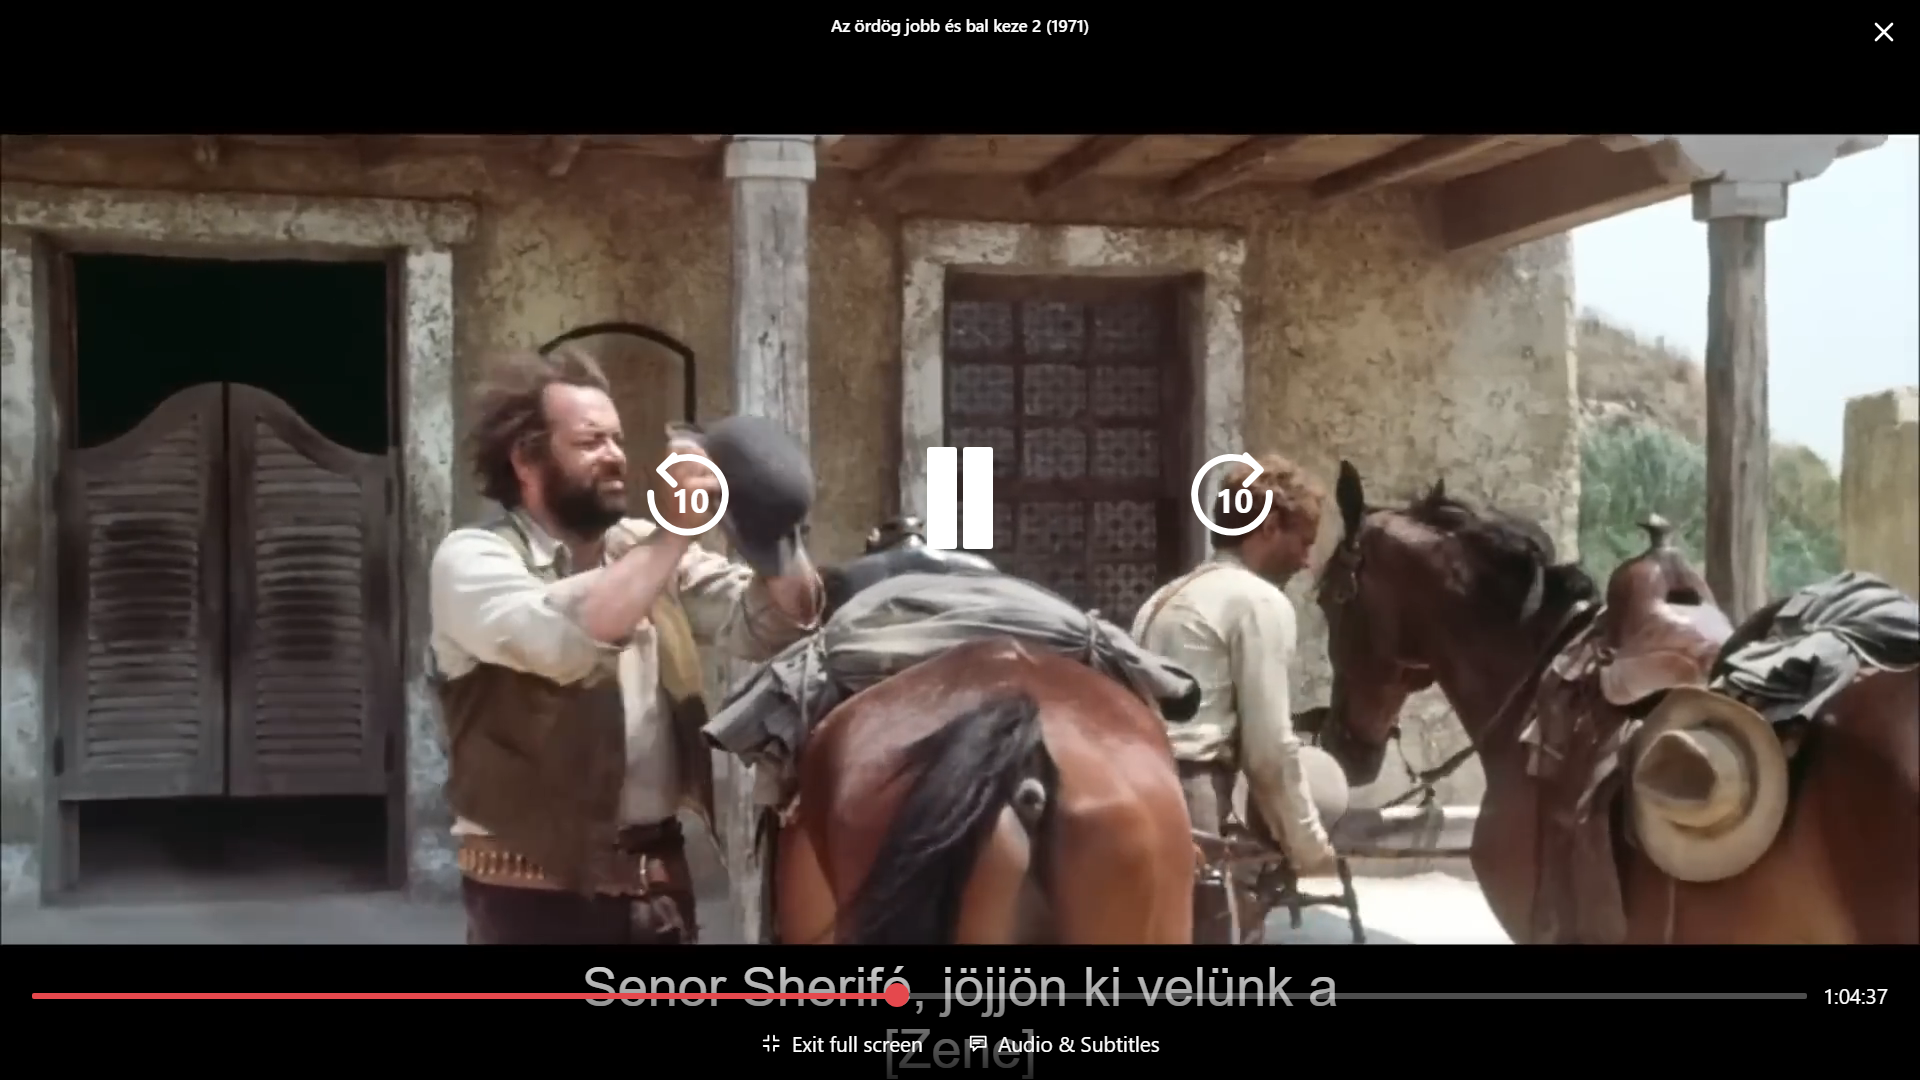 Az ördög jobb és bal keze 2 (1971)
10
10
Senor Sherifé, jöjjön ki velünk a
1:04:37
[Zene]
Exit full screen
Audio & Subtitles